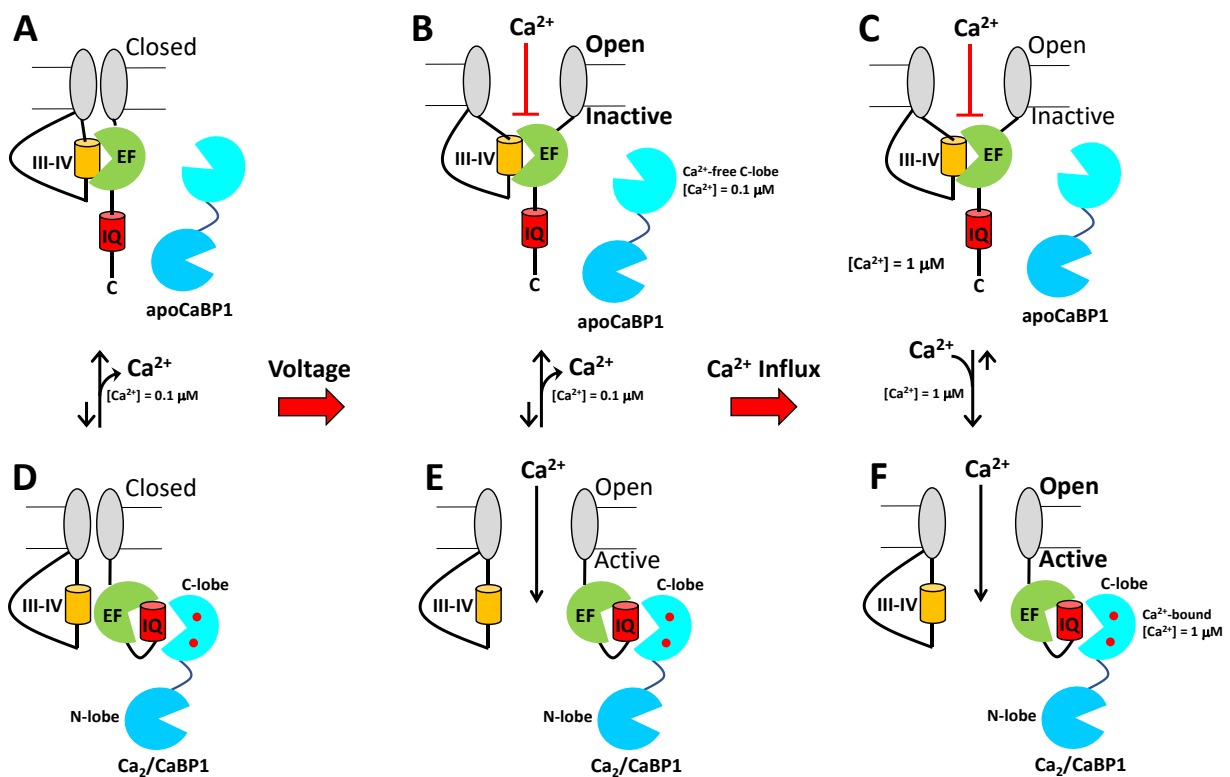 A
Closed
III-IV
EF
IQ
C
apoCaBP1
B
Ca²⁺
Open
Inactive
III-IV
EF
Ca²⁺-free C-lobe
[Ca²⁺] = 0.1 μM
IQ
C
apoCaBP1
C
Ca²⁺
Open
Inactive
III-IV
EF
IQ
[Ca²⁺] = 1 μM
C
apoCaBP1
Ca²⁺
[Ca²⁺] = 0.1 μM
Voltage
Ca²⁺
[Ca²⁺] = 0.1 μM
Ca²⁺ Influx
Ca²⁺
[Ca²⁺] = 1 μM
D
Closed
III-IV
EF
IQ
C-lobe
N-lobe
Ca₂/CaBP1
E
Ca²⁺
Open
Active
III-IV
EF
IQ
C-lobe
N-lobe
Ca₂/CaBP1
F
Ca²⁺
Open
Active
III-IV
EF
IQ
C-lobe
Ca²⁺-bound
[Ca²⁺] = 1 μM
N-lobe
Ca₂/CaBP1